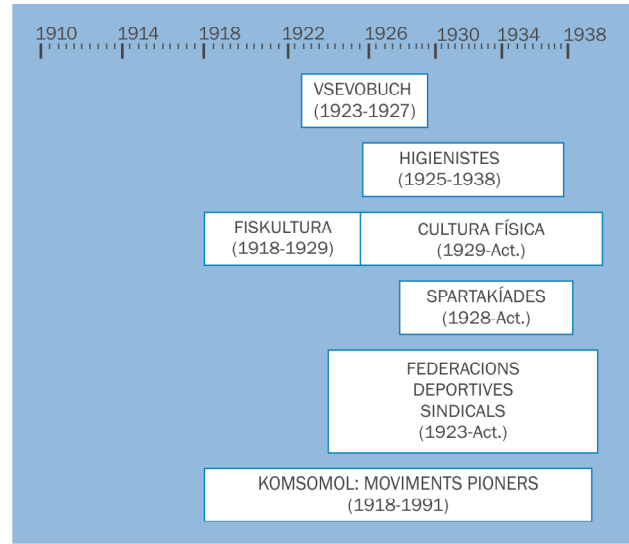 1910 1914 1918 1922 1926 1930 1934 1938
VSEVOBUCH
(1923-1927)
HIGIENISTES
(1925-1938)
FISKULTURA
(1918-1929)
CULTURA FÍSICA
(1929-Act.)
SPARTAKÍADES
(1928-Act.)
FEDERACIONS
DEPORTIVES
SINDICALS
(1923-Act.)
KOMSOMOL: MOVIMENTS PIONERS
(1918-1991)